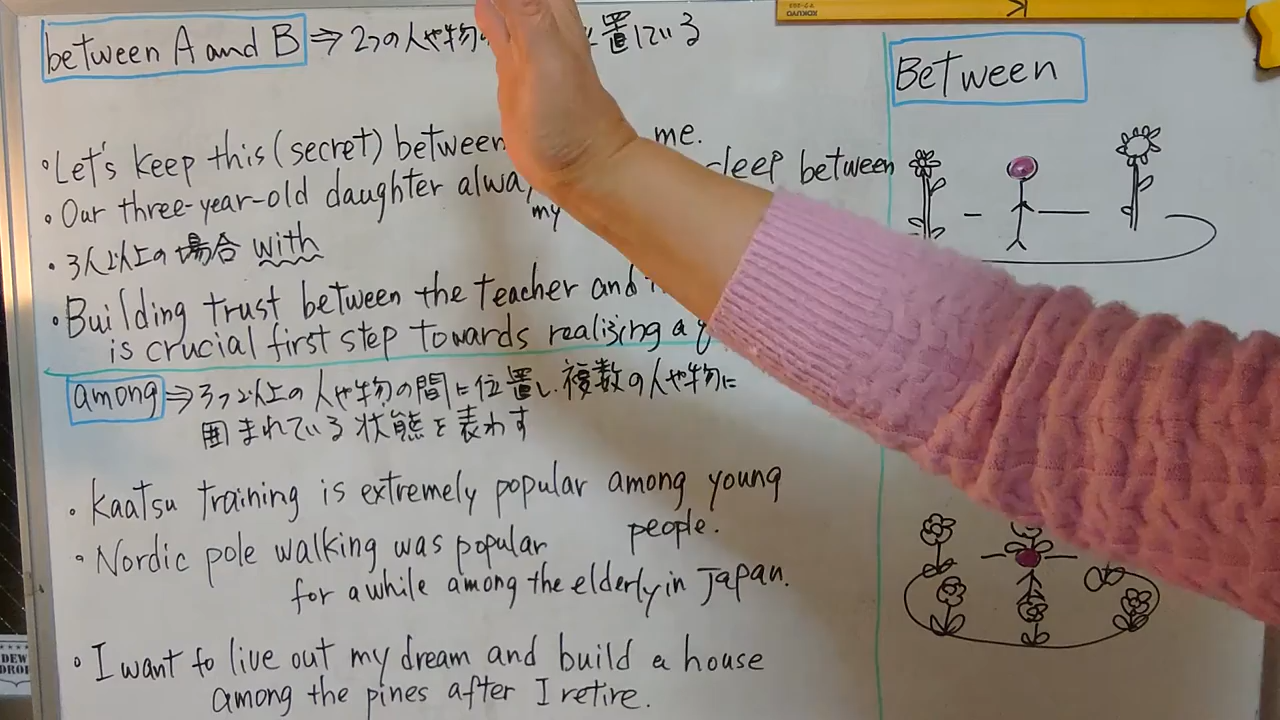 between A and B ⇒ 2つの人や物 置している
Between
・Let's keep this (secret) between me.
・Our three-year-old daughter sleep between
my
・3人以上の場合 with
・Building trust between the teacher and
is crucial first step towards realising a
among ⇒ 3つ以上の人や物の間に位置し、複数の人や物に
囲まれている状態を表わす
・Kaatsu training is extremely popular among young
people.
・Nordic pole walking was popular
for a while among the elderly in Japan.
・I want to live out my dream and build a house
among the pines after I retire.
KOKUYO
DEW